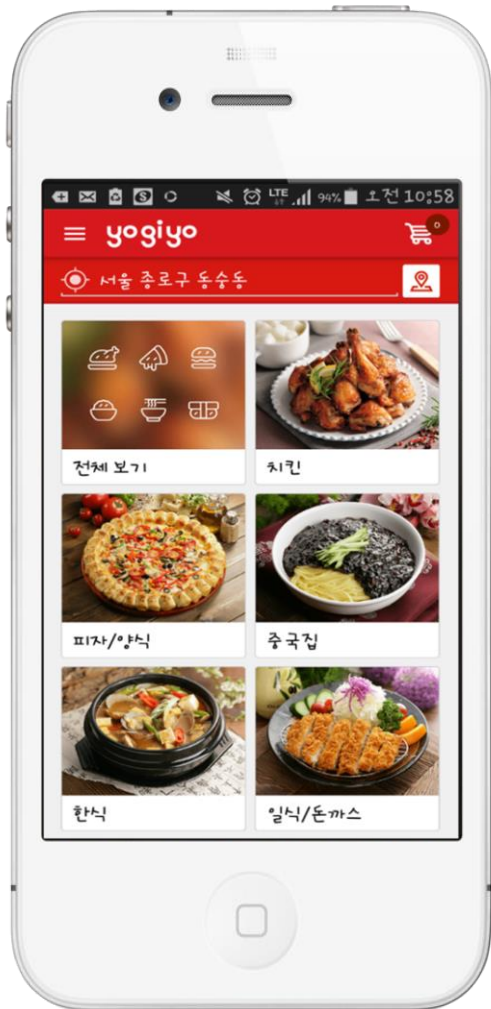 LTE 94% 오전 10:58
yogiyo 0
서울 종로구 동숭동
전체 보기
치킨
피자/양식
중국집
한식
일식/돈까스